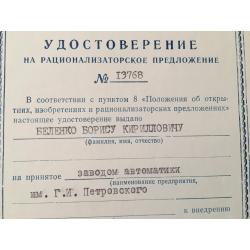 УДОСТОВЕРЕНИЕ
НА РАЦИОНАЛИЗАТОРСКОЕ ПРЕДЛОЖЕНИЕ
№ 13768
В соответствии с пунктом 8 «Положения об откры-
тиях, изобретениях и рационализаторских предложениях»
настоящее удостоверение выдано
БЕЛЕНКО БОРИСУ КИРИЛЛОВИЧУ
(фамилия, имя, отчество)
на принятое заводом автоматики
(наименование предприятия,
им. Г.И. Петровского
к внедрению